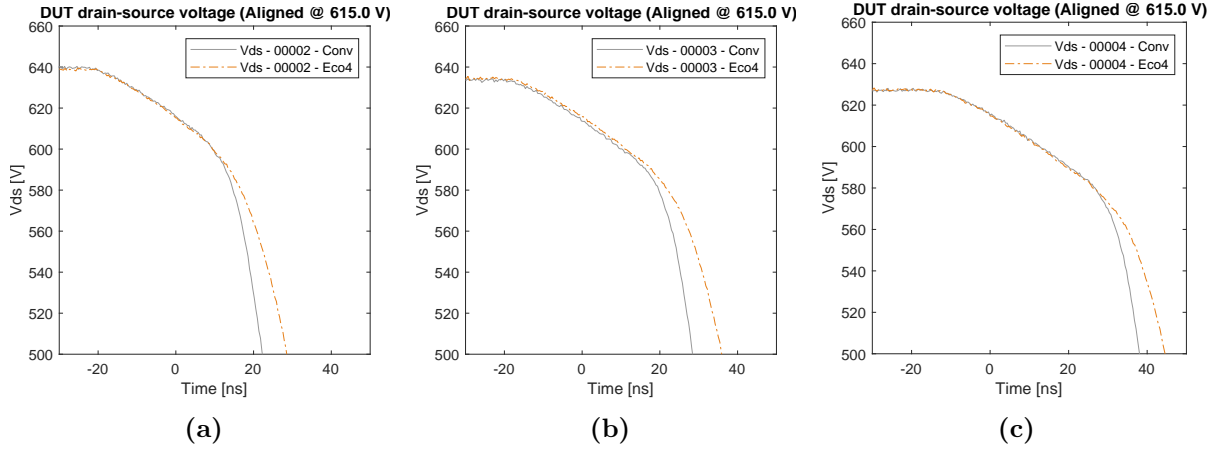 DUT drain-source voltage (Aligned @ 615.0 V)
Vds - 00002 - Conv
Vds - 00002 - Eco4
660
640
620
600
580
560
540
520
500
Vds [V]
-20
0
20
40
Time [ns]
(a)
DUT drain-source voltage (Aligned @ 615.0 V)
Vds - 00003 - Conv
Vds - 00003 - Eco4
660
640
620
600
580
560
540
520
500
Vds [V]
-20
0
20
40
Time [ns]
(b)
DUT drain-source voltage (Aligned @ 615.0 V)
Vds - 00004 - Conv
Vds - 00004 - Eco4
660
640
620
600
580
560
540
520
500
Vds [V]
-20
0
20
40
Time [ns]
(c)